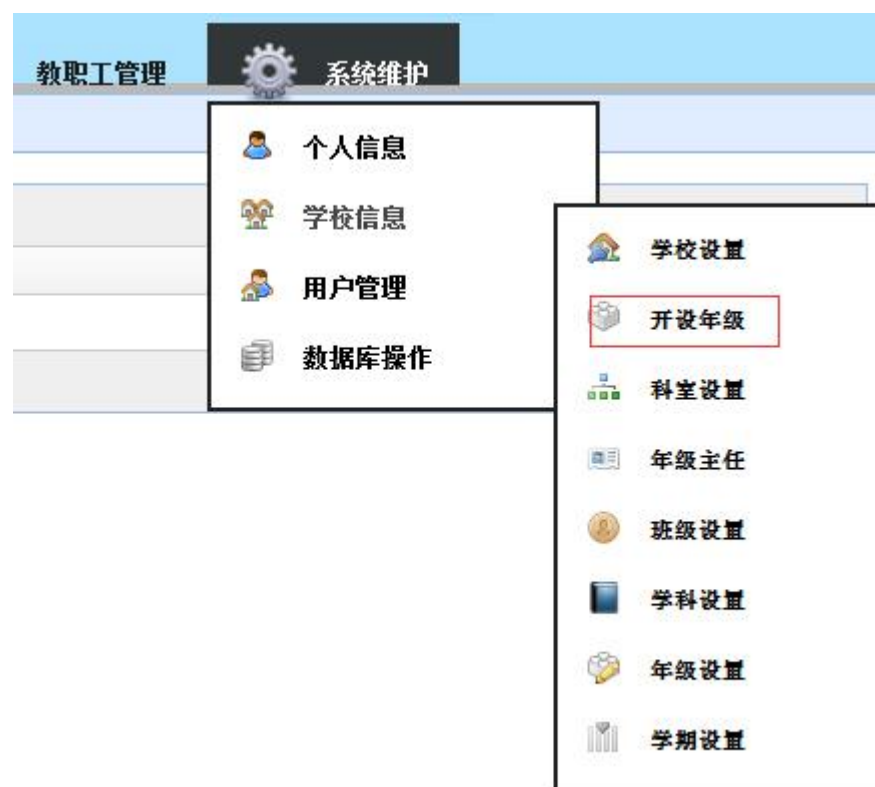 教职工管理
系统维护
个人信息
学校信息
用户管理
数据库操作
学校设置
开设年级
科室设置
年级主任
班级设置
学科设置
年级设置
学期设置